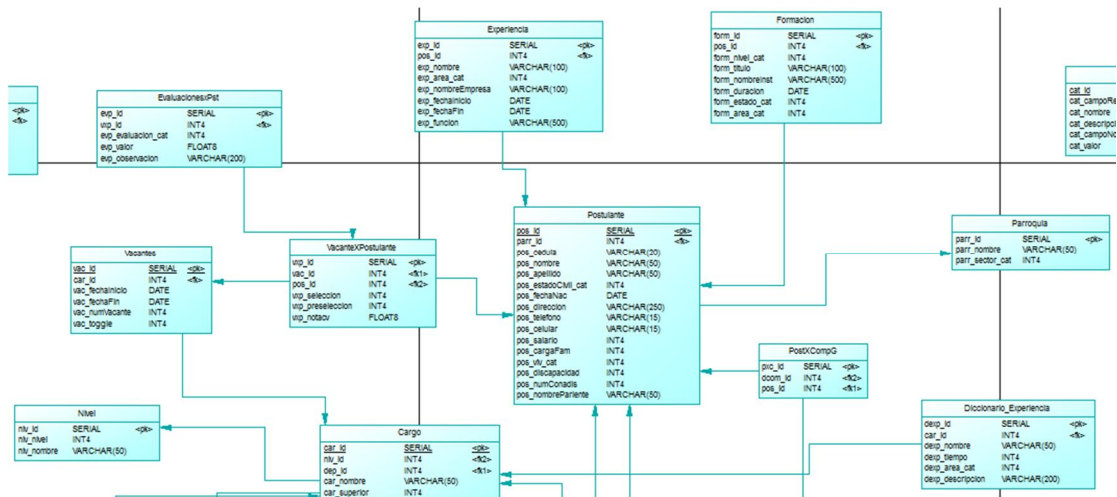 Experiencia
exp_id SERIAL <pk>
pos_id INT4 <fk>
exp_nombre VARCHAR(100)
exp_area_cat INT4
exp_nombreEmpresa VARCHAR(100)
exp_fechaInicio DATE
exp_fechaFin DATE
exp_funcion VARCHAR(500)
Formacion
form_id SERIAL <pk>
pos_id INT4 <fk>
form_nivel_cat INT4
form_titulo VARCHAR(100)
form_nombreInst VARCHAR(500)
form_duracion DATE
form_estado_cat INT4
form_area_cat INT4
<pk>
<fk>
EvaluacionesxPst
evp_id SERIAL <pk>
vxp_id INT4 <fk>
evp_evaluacion_cat INT4
evp_valor FLOAT8
evp_observacion VARCHAR(200)
cat_id
cat_campoRe
cat_nombre
cat_descripci
cat_campoNo
cat_valor
Postulante
pos_id SERIAL <pk>
parr_id INT4 <fk>
pos_cedula VARCHAR(20)
pos_nombre VARCHAR(50)
pos_apellido VARCHAR(50)
pos_estadoCivil_cat INT4
pos_fechaNac DATE
pos_direccion VARCHAR(250)
pos_telefono VARCHAR(15)
pos_celular VARCHAR(15)
pos_salario INT4
pos_cargaFam INT4
pos_viv_cat INT4
pos_discapacidad INT4
pos_numConadis INT4
pos_nombrePariente VARCHAR(50)
Parroquia
parr_id SERIAL <pk>
parr_nombre VARCHAR(50)
parr_sector_cat INT4
Vacantes
vac_id SERIAL <pk>
car_id INT4 <fk>
vac_fechaInicio DATE
vac_fechaFin DATE
vac_numVacante INT4
vac_toggle INT4
VacanteXPostulante
vxp_id SERIAL <pk>
vac_id INT4 <fk1>
pos_id INT4 <fk2>
vxp_seleccion INT4
vxp_preseleccion INT4
vxp_notacv FLOAT8
PostXCompG
pxc_id SERIAL <pk>
dcom_id INT4 <fk2>
pos_id INT4 <fk1>
Nivel
niv_id SERIAL <pk>
niv_nivel INT4
niv_nombre VARCHAR(50)
Cargo
car_id SERIAL <pk>
niv_id INT4 <fk2>
dep_id INT4 <fk1>
car_nombre VARCHAR(50)
car_superior INT4
Diccionario_Experiencia
dexp_id SERIAL <pk>
car_id INT4 <fk>
dexp_nombre VARCHAR(50)
dexp_tiempo INT4
dexp_area_cat INT4
dexp_descripcion VARCHAR(200)